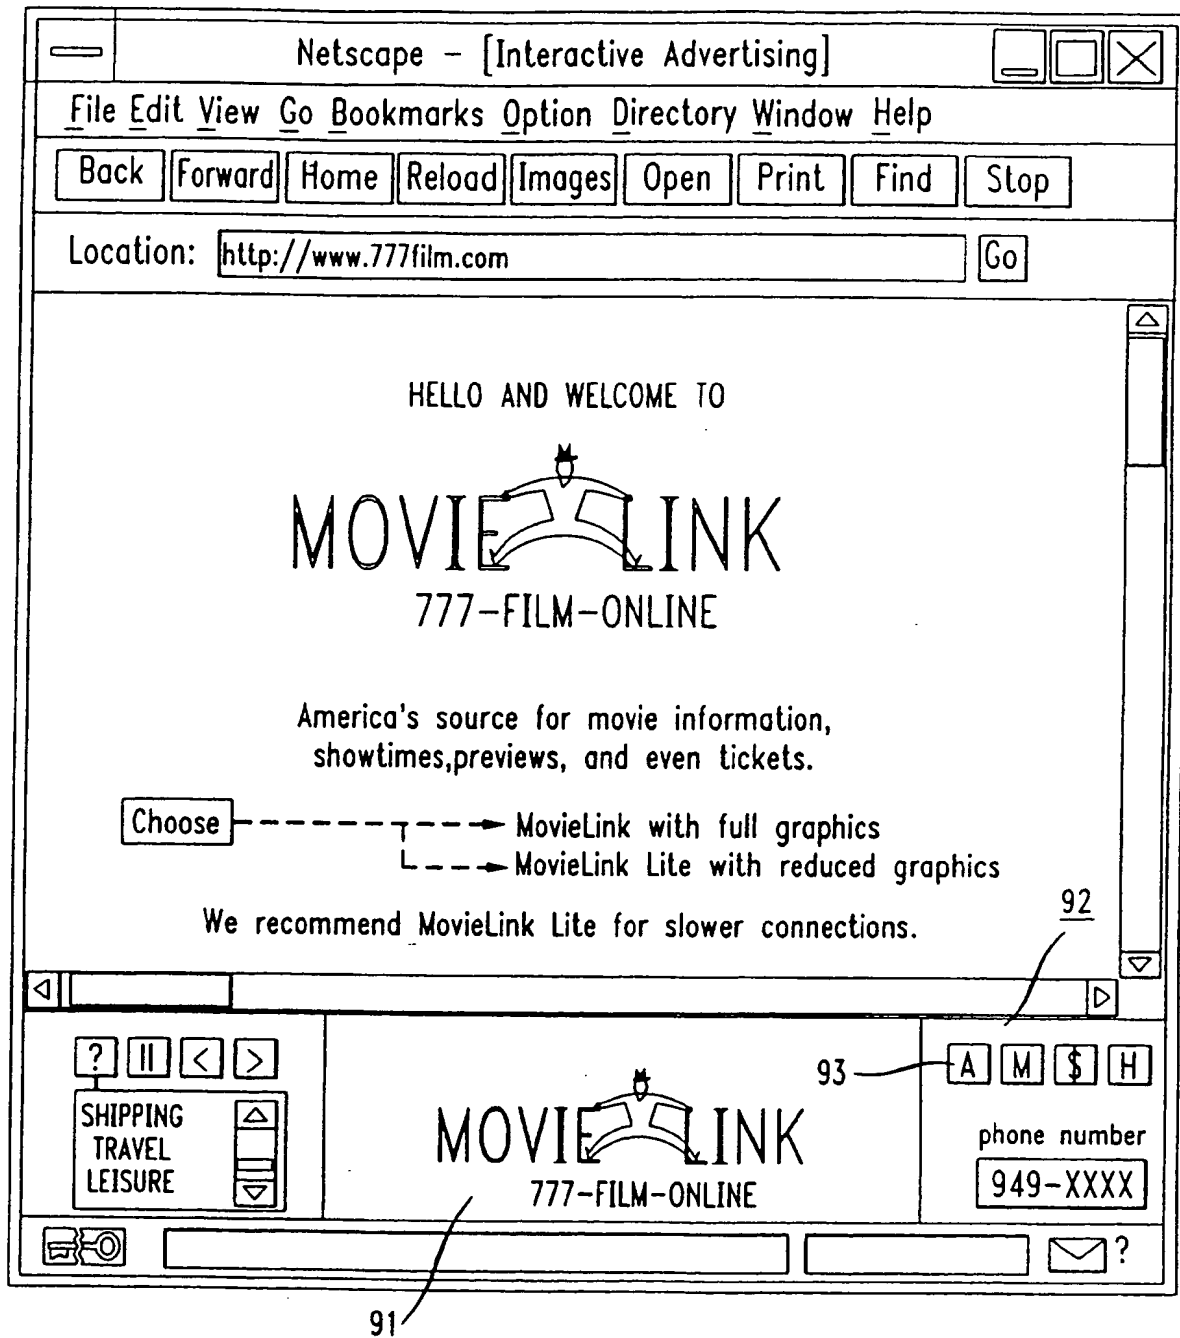 Netscape – [Interactive Advertising]
File Edit View Go Bookmarks Option Directory Window Help
Back Forward Home Reload Images Open Print Find Stop
Location: http://www.777film.com Go
HELLO AND WELCOME TO
MOVIE LINK
777–FILM–ONLINE
America's source for movie information,
showtimes,previews, and even tickets.
Choose MovieLink with full graphics
MovieLink Lite with reduced graphics
We recommend MovieLink Lite for slower connections.
92
? || < >
93 A M $ H
SHIPPING
TRAVEL
LEISURE
MOVIE LINK
777–FILM–ONLINE
phone number
949–XXXX
?
91